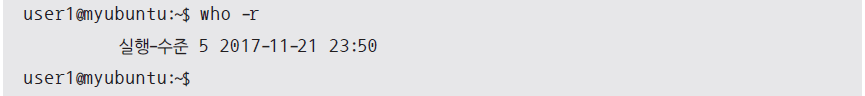 user1@myubuntu:~$ who -r
실행-수준 5 2017-11-21 23:50
user1@myubuntu:~$